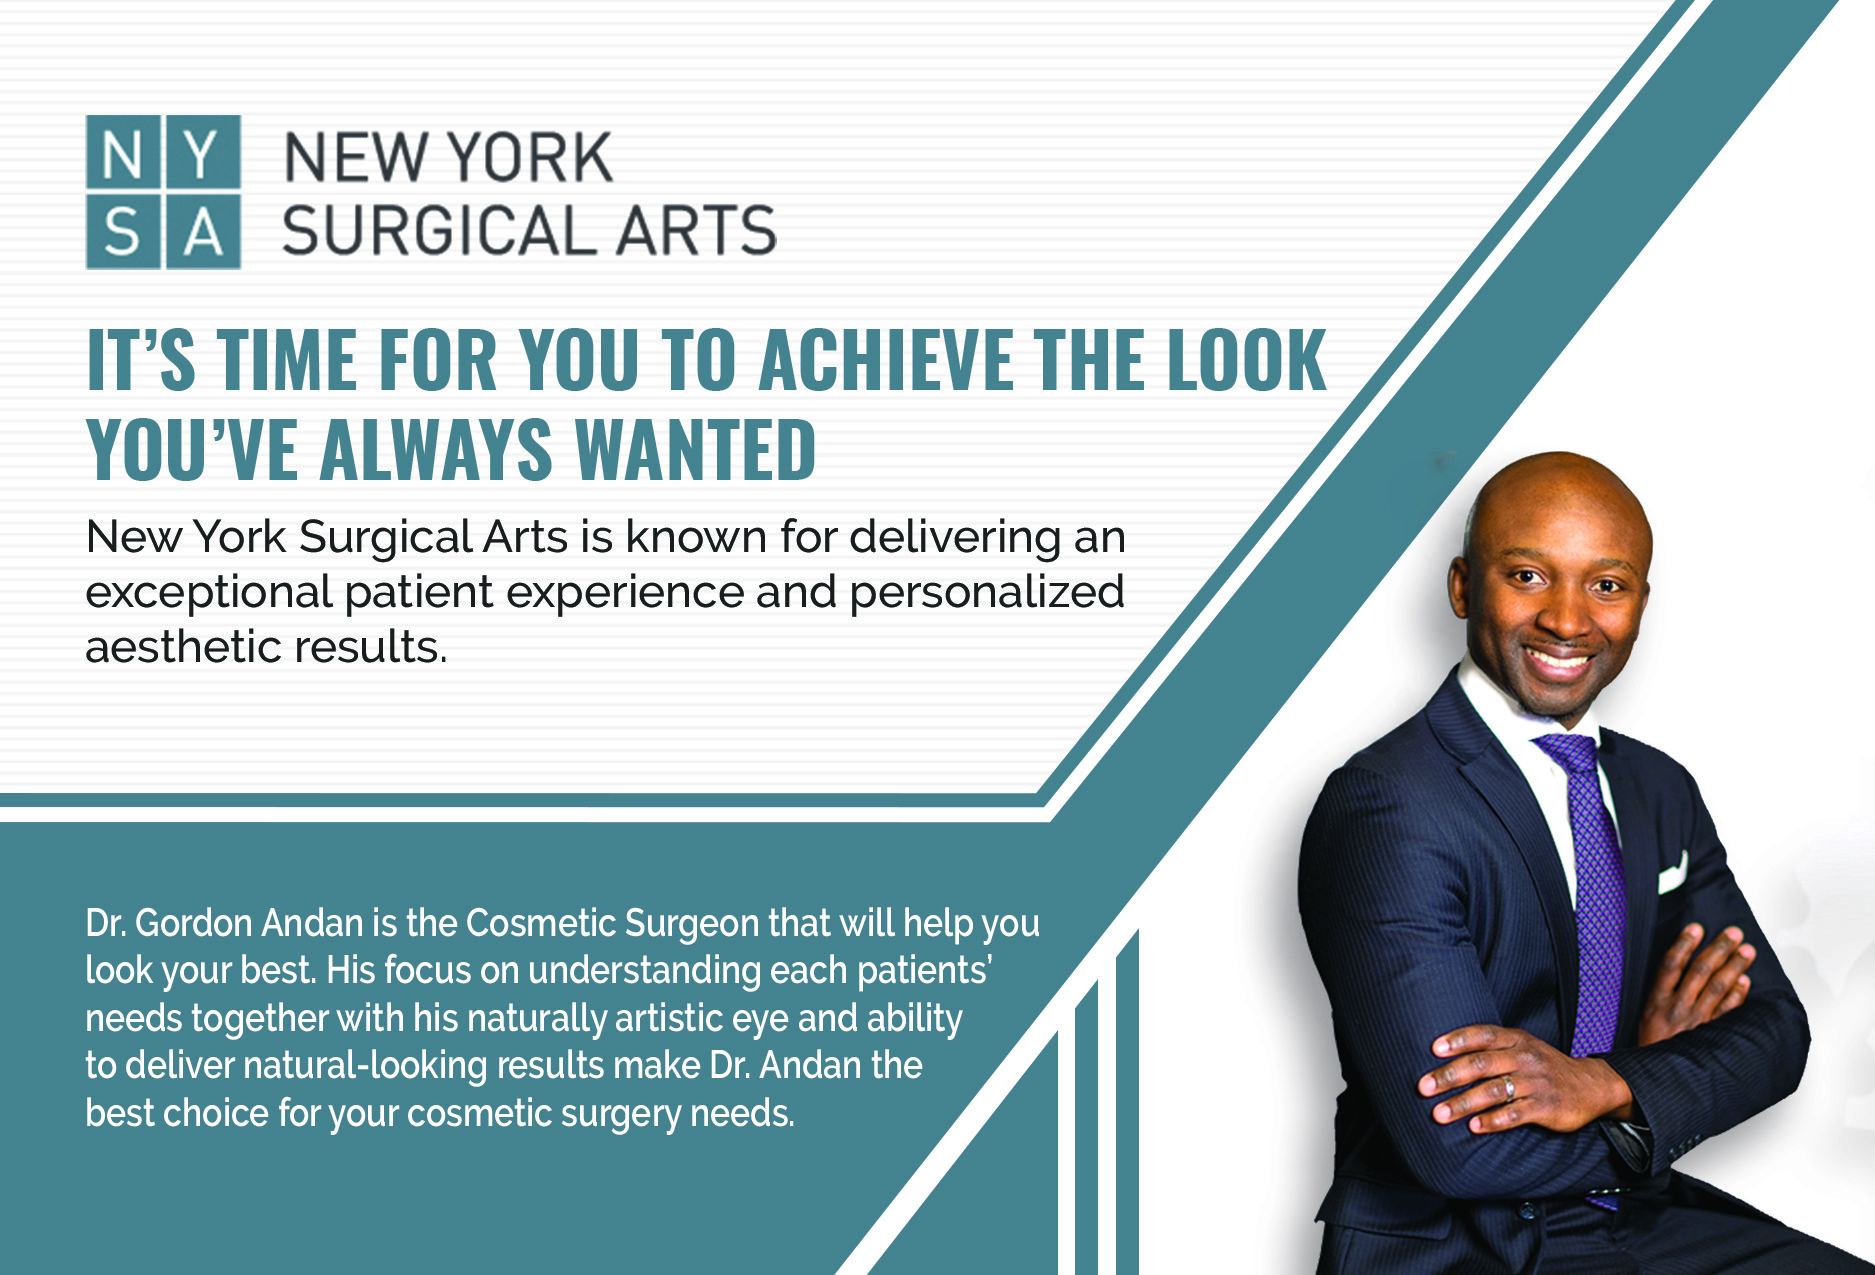 N Y
S A
NEW YORK
SURGICAL ARTS
IT’S TIME FOR YOU TO ACHIEVE THE LOOK
YOU’VE ALWAYS WANTED
New York Surgical Arts is known for delivering an
exceptional patient experience and personalized
aesthetic results.
Dr. Gordon Andan is the Cosmetic Surgeon that will help you
look your best. His focus on understanding each patients’
needs together with his naturally artistic eye and ability
to deliver natural-looking results make Dr. Andan the
best choice for your cosmetic surgery needs.